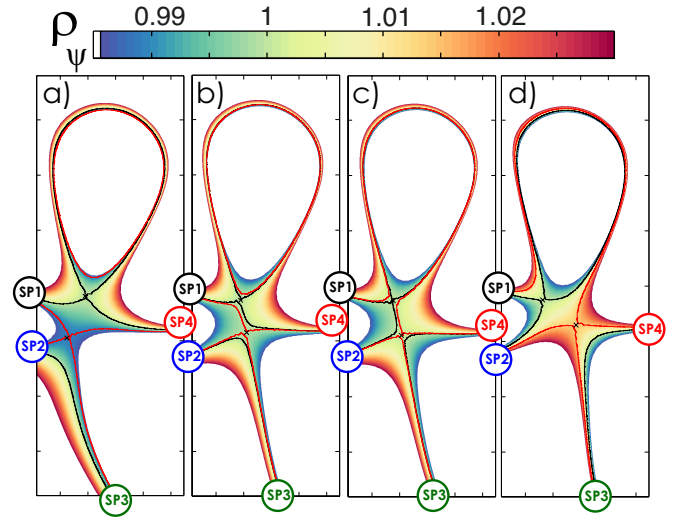 ρψ 0.99 1 1.01 1.02
a) b) c) d)
SP1 SP1 SP1 SP1
SP4 SP4 SP4 SP4
SP2 SP2 SP2 SP2
SP3 SP3 SP3 SP3